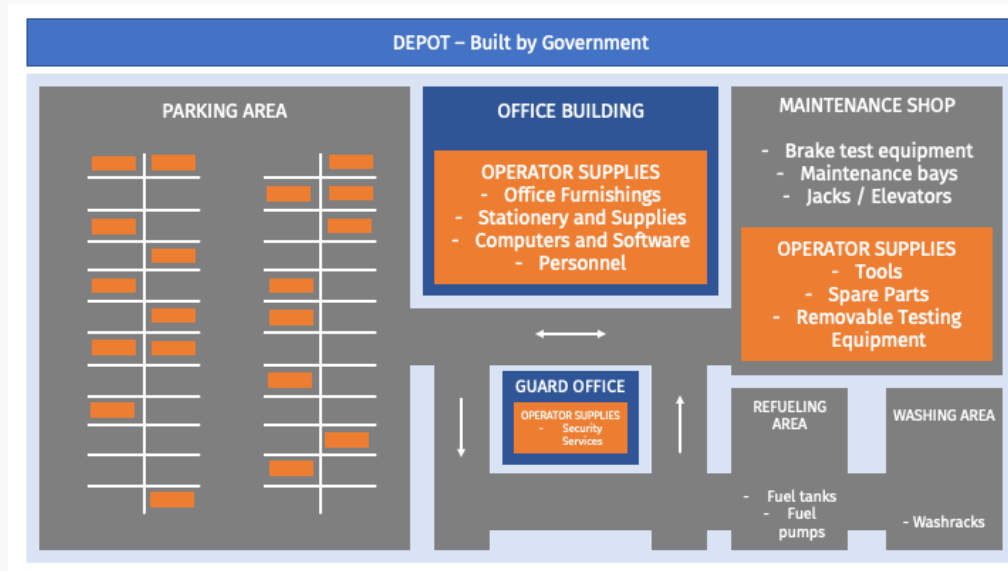 DEPOT – Built by Government
PARKING AREA
OFFICE BUILDING
OPERATOR SUPPLIES
- Office Furnishings
- Stationery and Supplies
- Computers and Software
- Personnel
MAINTENANCE SHOP
- Brake test equipment
- Maintenance bays
- Jacks / Elevators
OPERATOR SUPPLIES
- Tools
- Spare Parts
- Removable Testing
Equipment
GUARD OFFICE
OPERATOR SUPPLIES
- Security
Services
REFUELING
AREA
- Fuel tanks
- Fuel
pumps
WASHING AREA
- Washracks